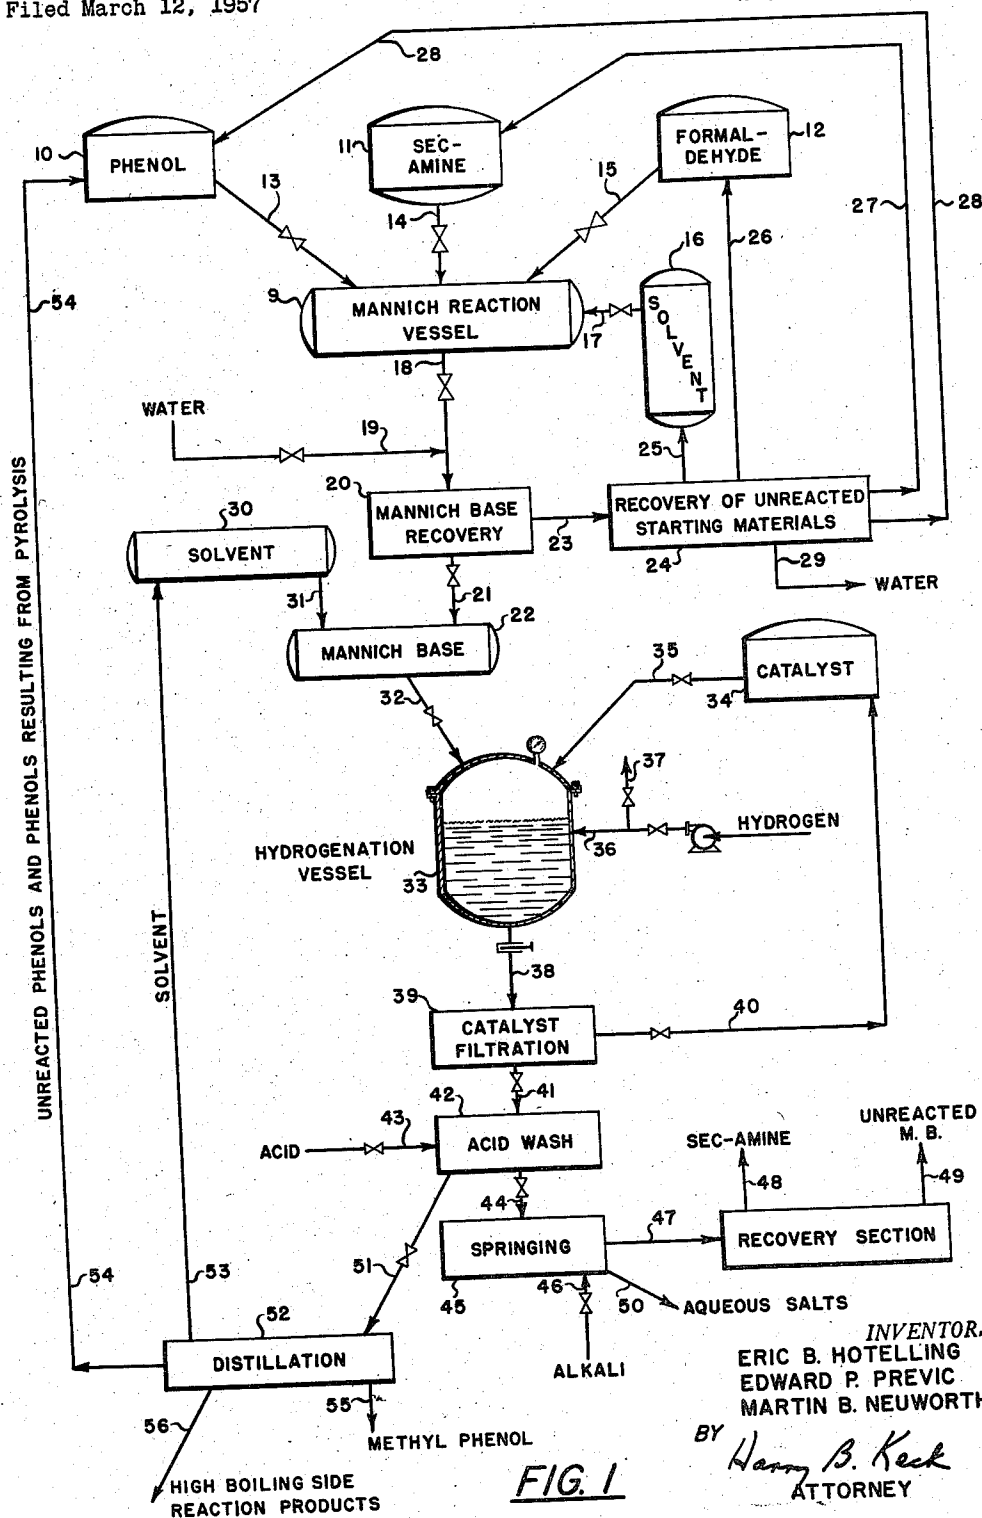 Filed March 12, 1957
28
10
PHENOL
11
SEC-
AMINE
FORMAL-
DEHYDE
12
13
14
15
27
28
26
16
9
MANNICH REACTION
VESSEL
17
SOLVENT
54
18
WATER
19
25
20
MANNICH BASE
RECOVERY
23
RECOVERY OF UNREACTED
STARTING MATERIALS
24
29
WATER
30
SOLVENT
31
21
22
MANNICH BASE
32
35
CATALYST
34
37
HYDROGEN
36
HYDROGENATION
VESSEL
33
UNREACTED PHENOLS AND PHENOLS RESULTING FROM PYROLYSIS
SOLVENT
38
39
CATALYST
FILTRATION
40
41
42
ACID
43
ACID WASH
SEC-AMINE
UNREACTED
M. B.
48
49
44
47
SPRINGING
RECOVERY SECTION
45
46
50
AQUEOUS SALTS
ALKALI
51
54
53
52
DISTILLATION
55
56
METHYL PHENOL
HIGH BOILING SIDE
REACTION PRODUCTS
FIG. 1
INVENTOR.
ERIC B. HOTELLING
EDWARD P. PREVIC
MARTIN B. NEUWORTH
BY
Harry B. Keck
ATTORNEY